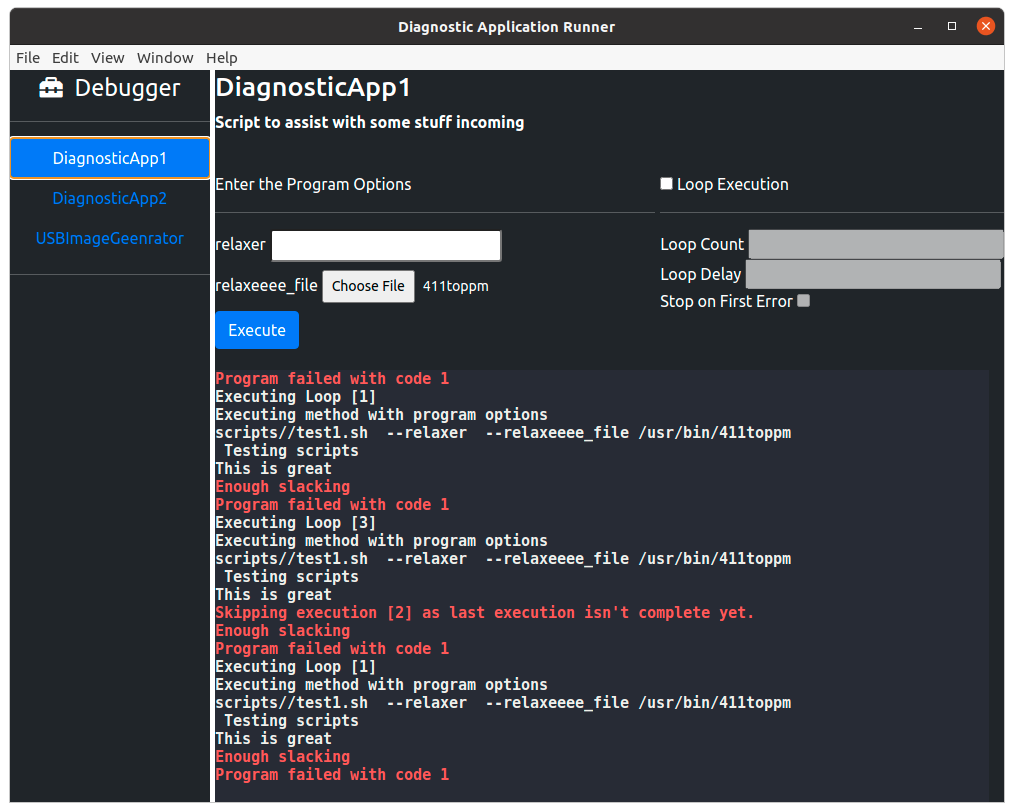 Diagnostic Application Runner
File Edit View Window Help
Debugger
DiagnosticApp1
DiagnosticApp2
USBImageGeenrator
DiagnosticApp1
Script to assist with some stuff incoming
Enter the Program Options
relaxer
relaxeeee_file Choose File 411toppm
Execute
Loop Execution
Loop Count
Loop Delay
Stop on First Error
Program failed with code 1
Executing Loop [1]
Executing method with program options
scripts//test1.sh  --relaxer  --relaxeeee_file /usr/bin/411toppm
Testing scripts
This is great
Enough slacking
Program failed with code 1
Executing Loop [3]
Executing method with program options
scripts//test1.sh  --relaxer  --relaxeeee_file /usr/bin/411toppm
Testing scripts
This is great
Skipping execution [2] as last execution isn't complete yet.
Enough slacking
Program failed with code 1
Executing Loop [1]
Executing method with program options
scripts//test1.sh  --relaxer  --relaxeeee_file /usr/bin/411toppm
Testing scripts
This is great
Enough slacking
Program failed with code 1